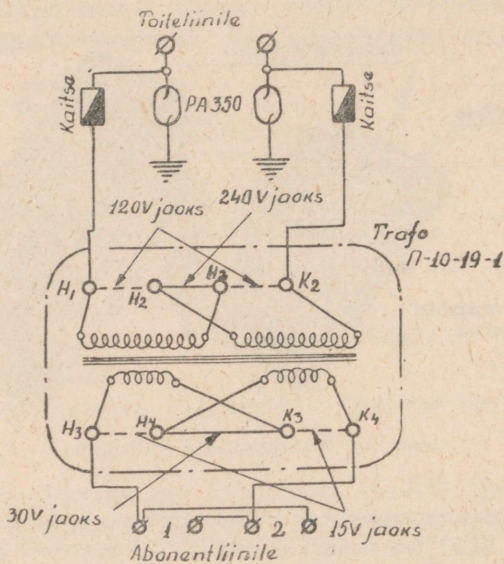 Toiteliinile
Kaitse
PA350
Kaitse
120V jaoks
240V jaoks
Trafo
П-10-19-1
H₁
H₂
K₂
H₃
H₄
K₃
K₄
30V jaoks
1
2
15V jaoks
Abonentliinile